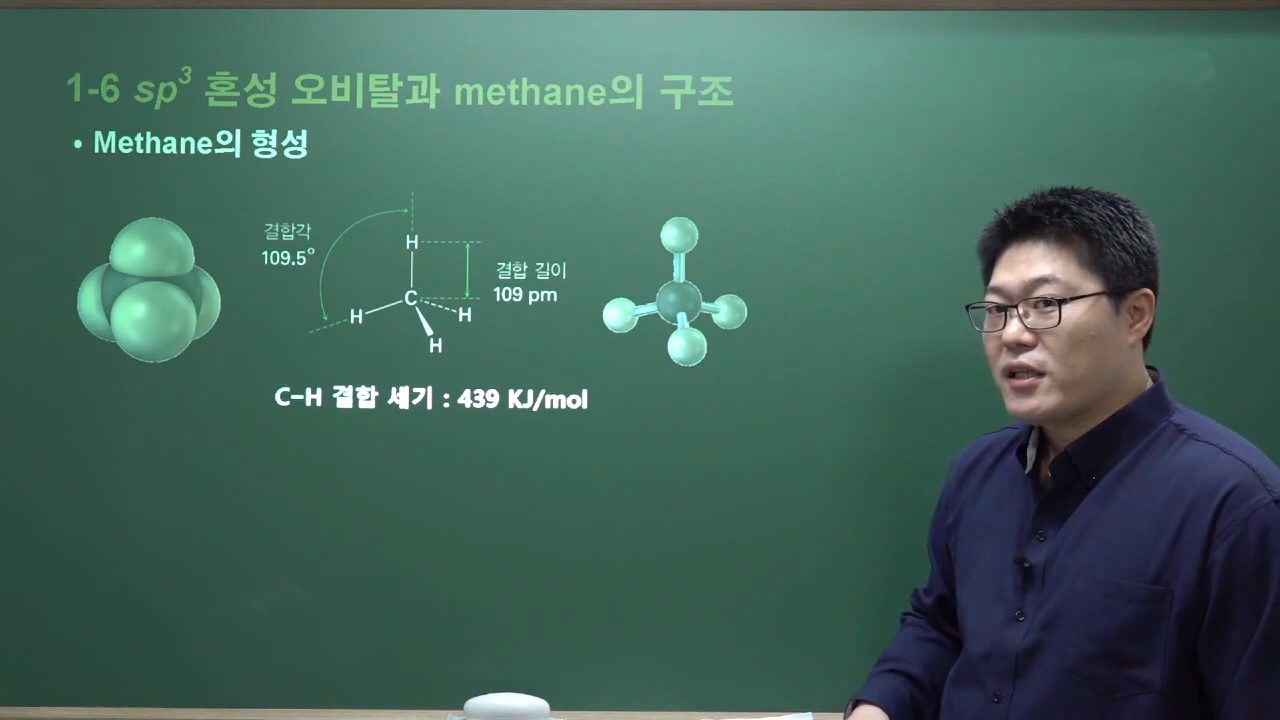 1-6 sp³ 혼성 오비탈과 methane의 구조
• Methane의 형성
결합각
109.5°
H
결합 길이
109 pm
C
H
H
H
C-H 결합 세기 : 439 KJ/mol